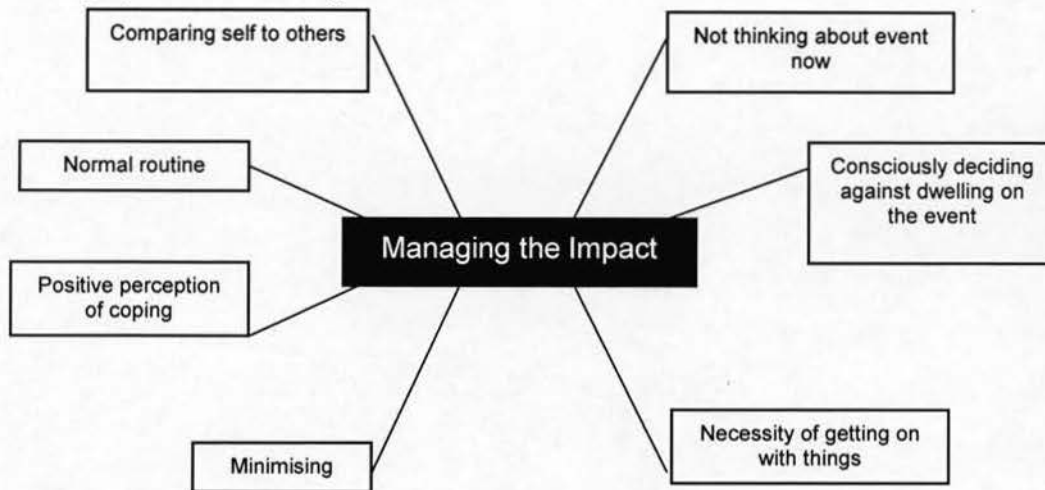 Comparing self to others
Not thinking about event
now
Normal routine
Consciously deciding
against dwelling on
the event
Managing the Impact
Positive perception
of coping
Minimising
Necessity of getting on
with things